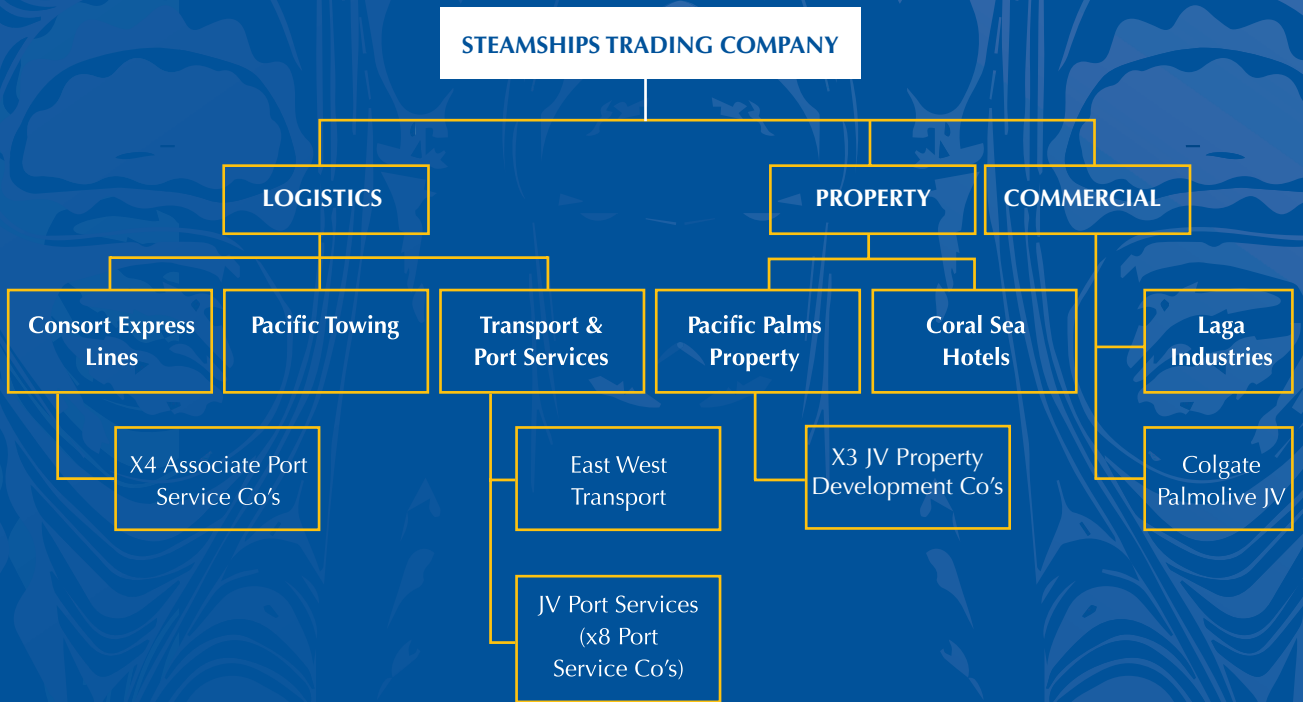 STEAMSHIPS TRADING COMPANY
LOGISTICS
PROPERTY
COMMERCIAL
Consort Express
Lines
Pacific Towing
Transport &
Port Services
Pacific Palms
Property
Coral Sea
Hotels
Laga
Industries
X4 Associate Port
Service Co’s
East West
Transport
X3 JV Property
Development Co’s
Colgate
Palmolive JV
JV Port Services
(x8 Port
Service Co’s)